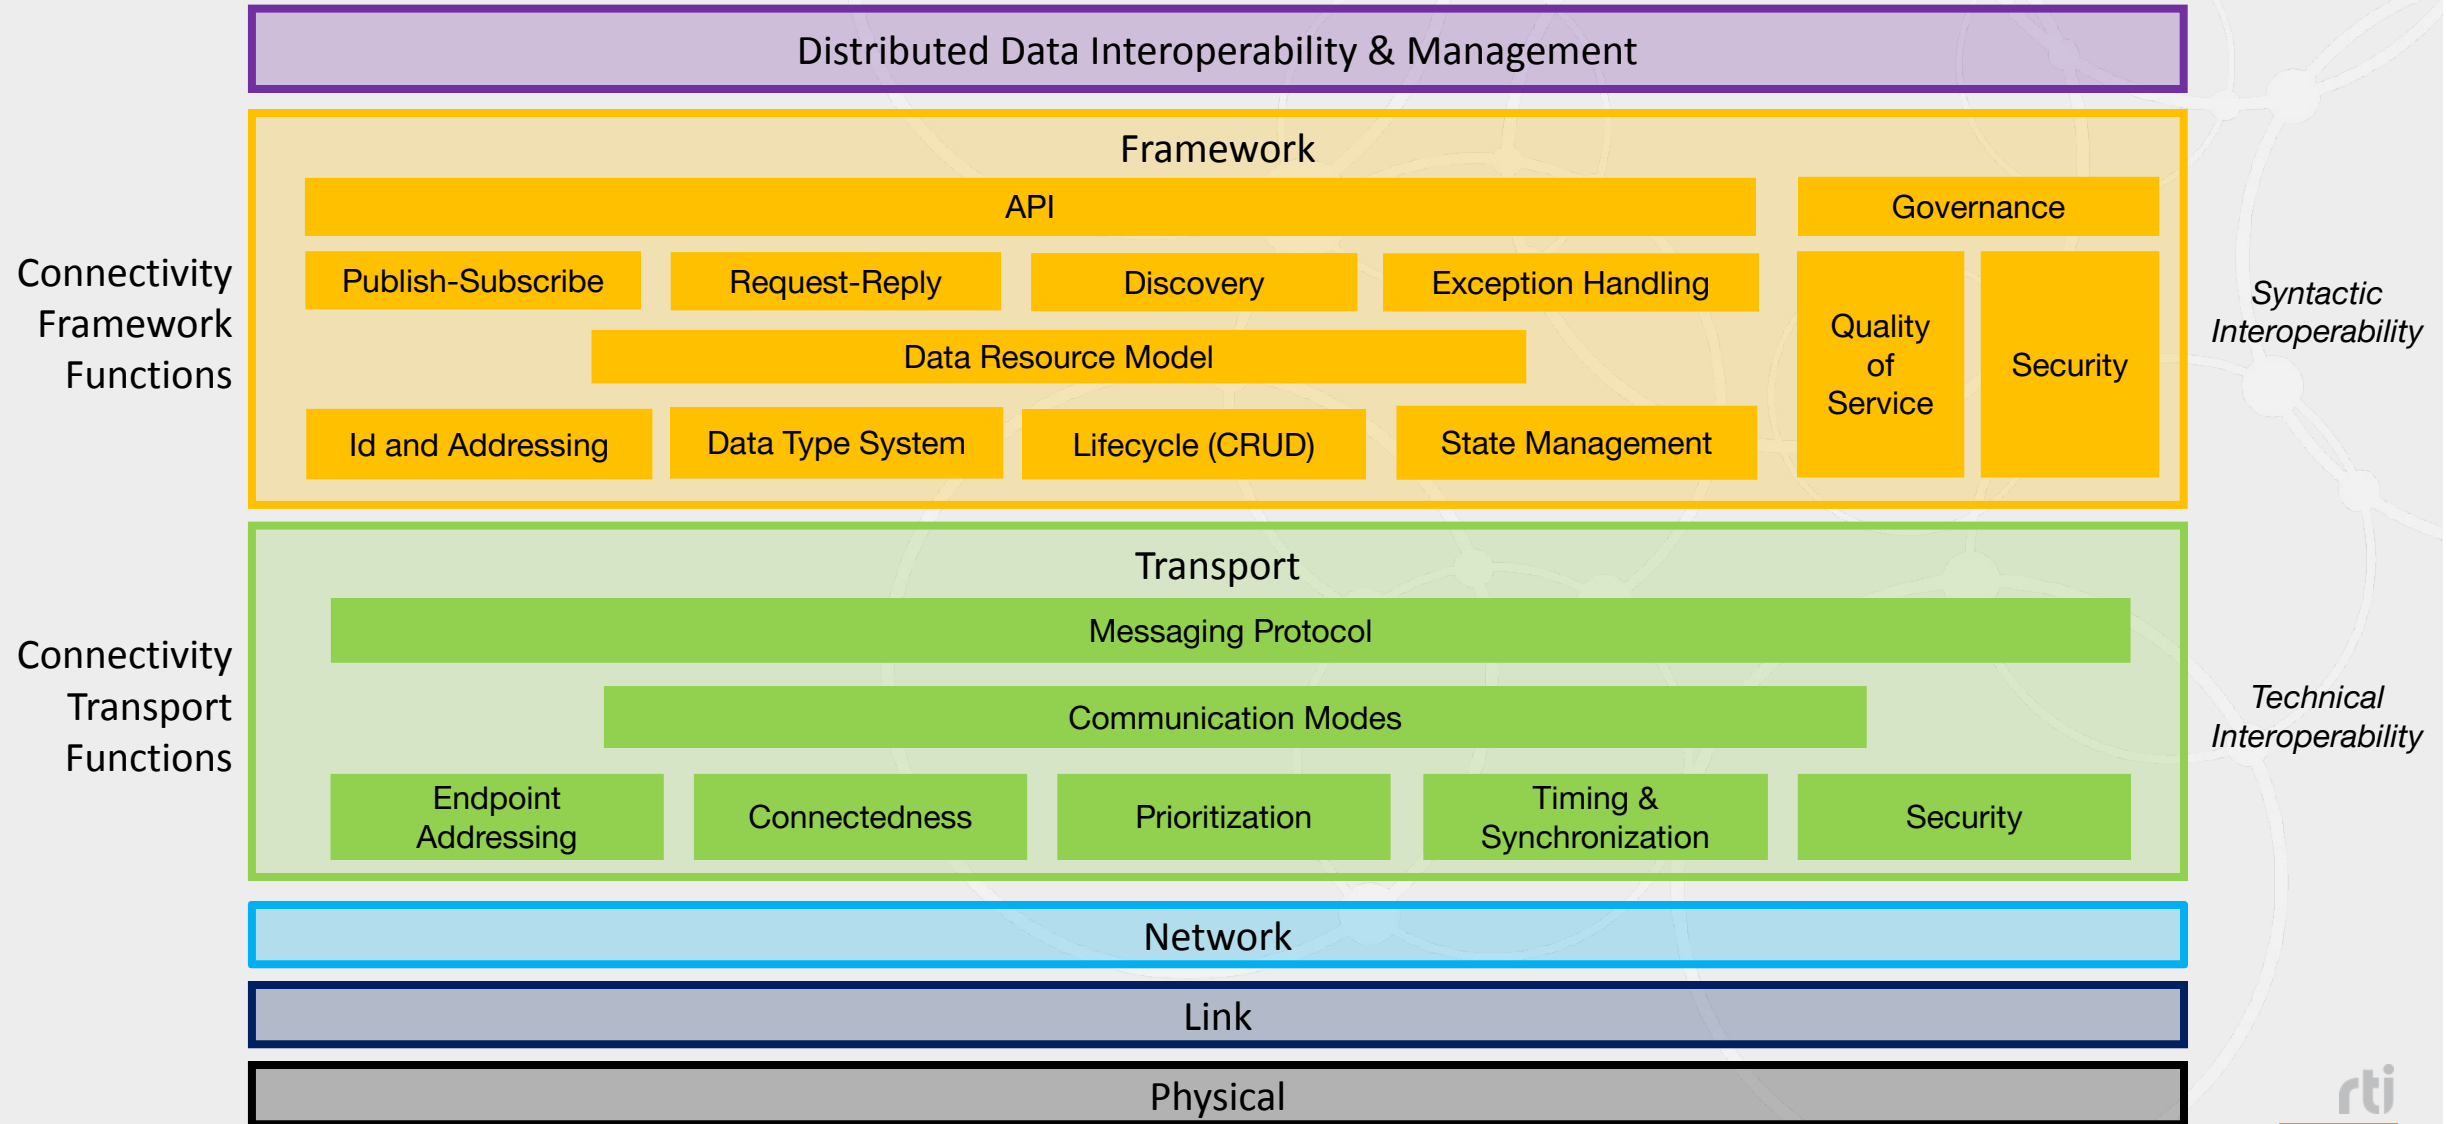 Distributed Data Interoperability & Management
Framework
API
Governance
Connectivity
Framework
Functions
Publish-Subscribe
Request-Reply
Discovery
Exception Handling
Quality
of
Service
Security
Data Resource Model
Id and Addressing
Data Type System
Lifecycle (CRUD)
State Management
Syntactic
Interoperability
Transport
Connectivity
Transport
Functions
Messaging Protocol
Communication Modes
Endpoint
Addressing
Connectedness
Prioritization
Timing &
Synchronization
Security
Technical
Interoperability
Network
Link
Physical
rti